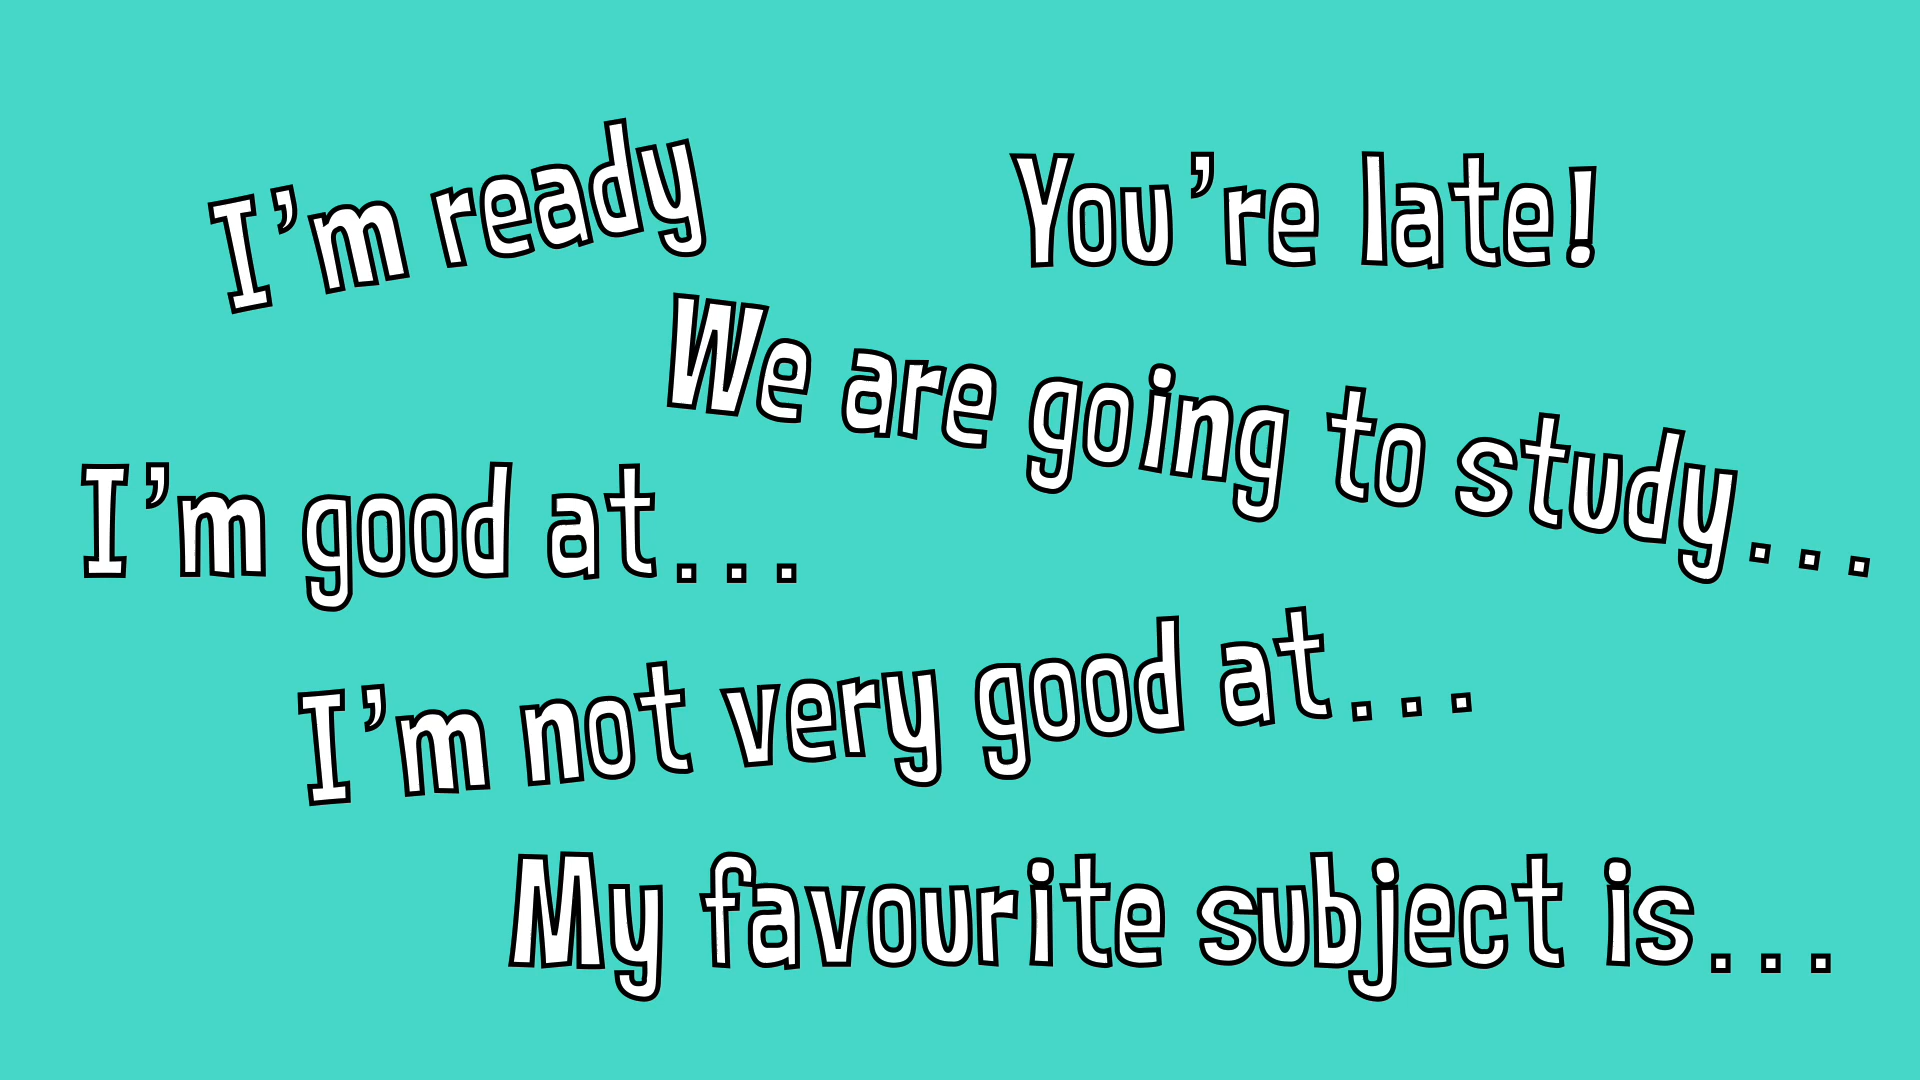 I'm ready
You're late!
We are going to study...
I'm good at...
I'm not very good at...
My favourite subject is...